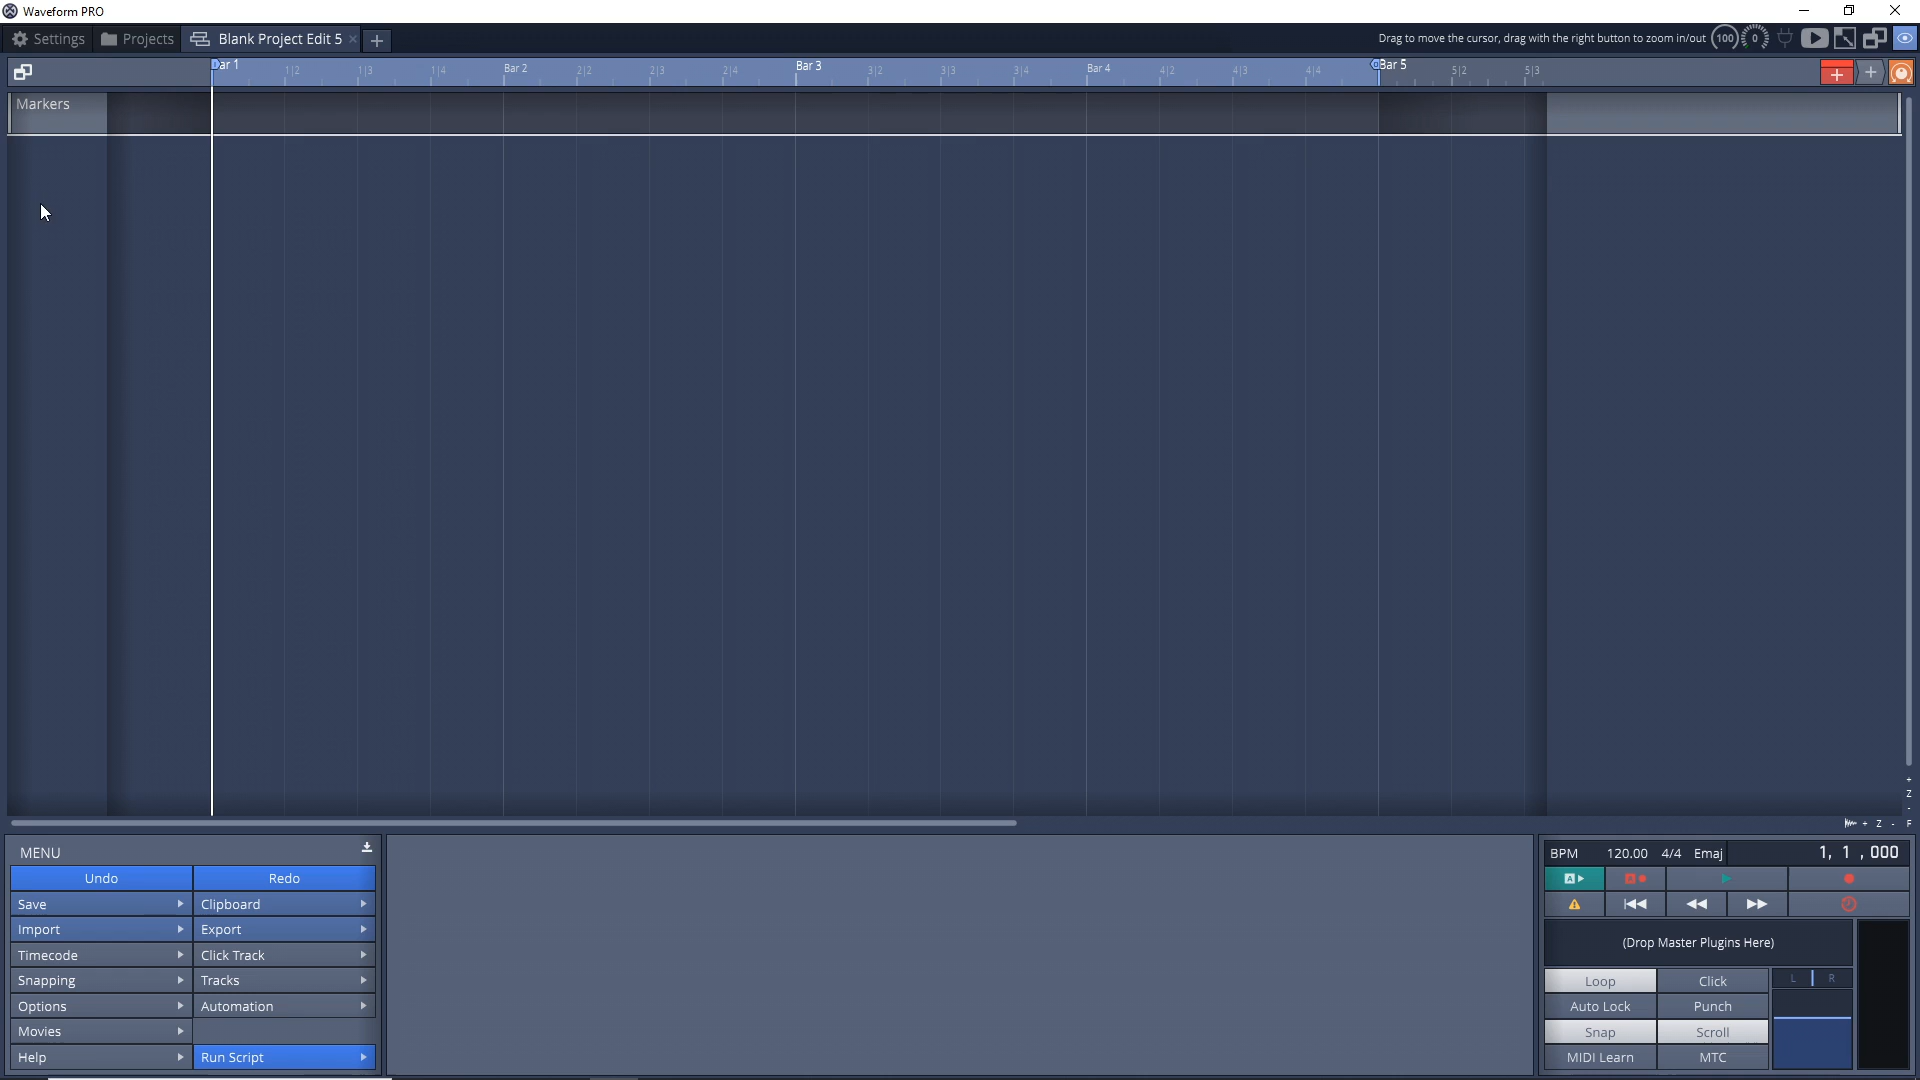 Waveform PRO
Settings
Projects
Blank Project Edit 5
Drag to move the cursor, drag with the right button to zoom in/out
100
0
Bar 1
1|2
1|3
1|4
Bar 2
2|2
2|3
2|4
Bar 3
3|2
3|3
3|4
Bar 4
4|2
4|3
4|4
Bar 5
5|2
5|3
Markers
+
Z
-
+ Z - F
MENU
Undo
Redo
Save
Clipboard
Import
Export
Timecode
Click Track
Snapping
Tracks
Options
Automation
Movies
Help
Run Script
BPM 120.00 4/4 Emaj
1, 1 , 000
A
A
(Drop Master Plugins Here)
Loop
Click
L R
Auto Lock
Punch
Snap
Scroll
MIDI Learn
MTC